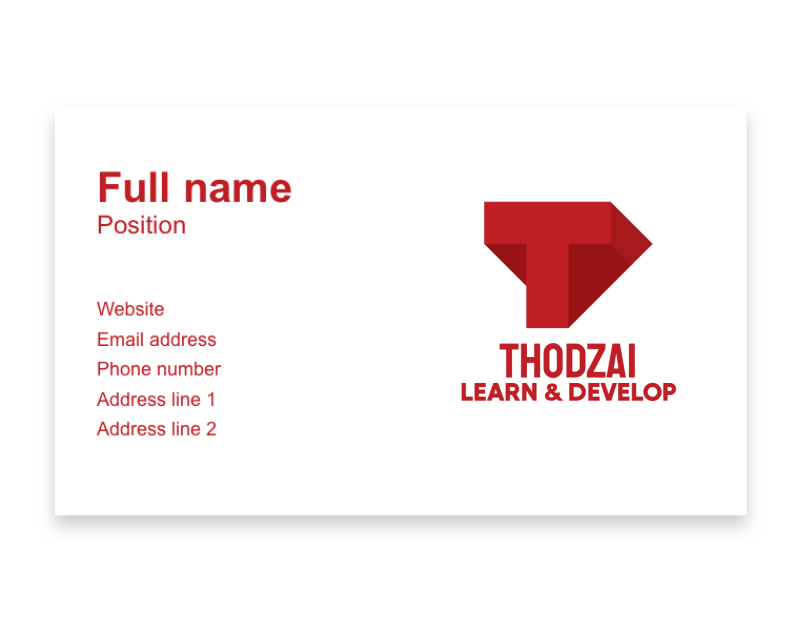 Full name
Position
Website
Email address
Phone number
Address line 1
Address line 2
T
THODZAI
LEARN & DEVELOP